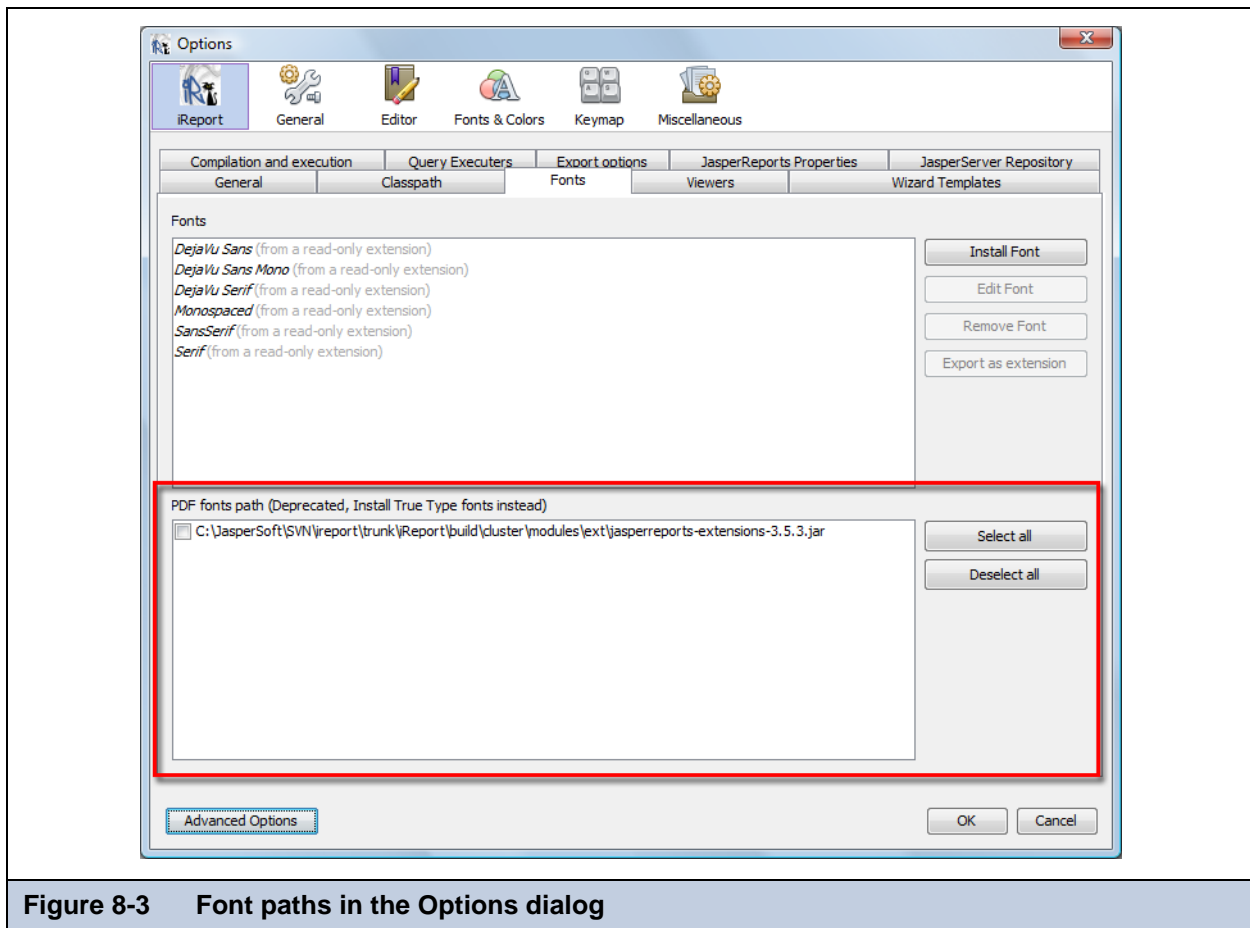 Options
iReport General Editor Fonts & Colors Keymap Miscellaneous
Compilation and execution Query Executers Export options JasperReports Properties JasperServer Repository
General Classpath Fonts Viewers Wizard Templates
Fonts
DejaVu Sans (from a read-only extension)
DejaVu Sans Mono (from a read-only extension)
DejaVu Serif (from a read-only extension)
Monospaced (from a read-only extension)
SansSerif (from a read-only extension)
Serif (from a read-only extension)
Install Font
Edit Font
Remove Font
Export as extension
PDF fonts path (Deprecated, Install True Type fonts instead)
C:\JasperSoft\SVN\ireport\trunk\iReport\build\cluster\modules\ext\jasperreports-extensions-3.5.3.jar
Select all
Deselect all
Advanced Options OK Cancel
Figure 8-3 Font paths in the Options dialog